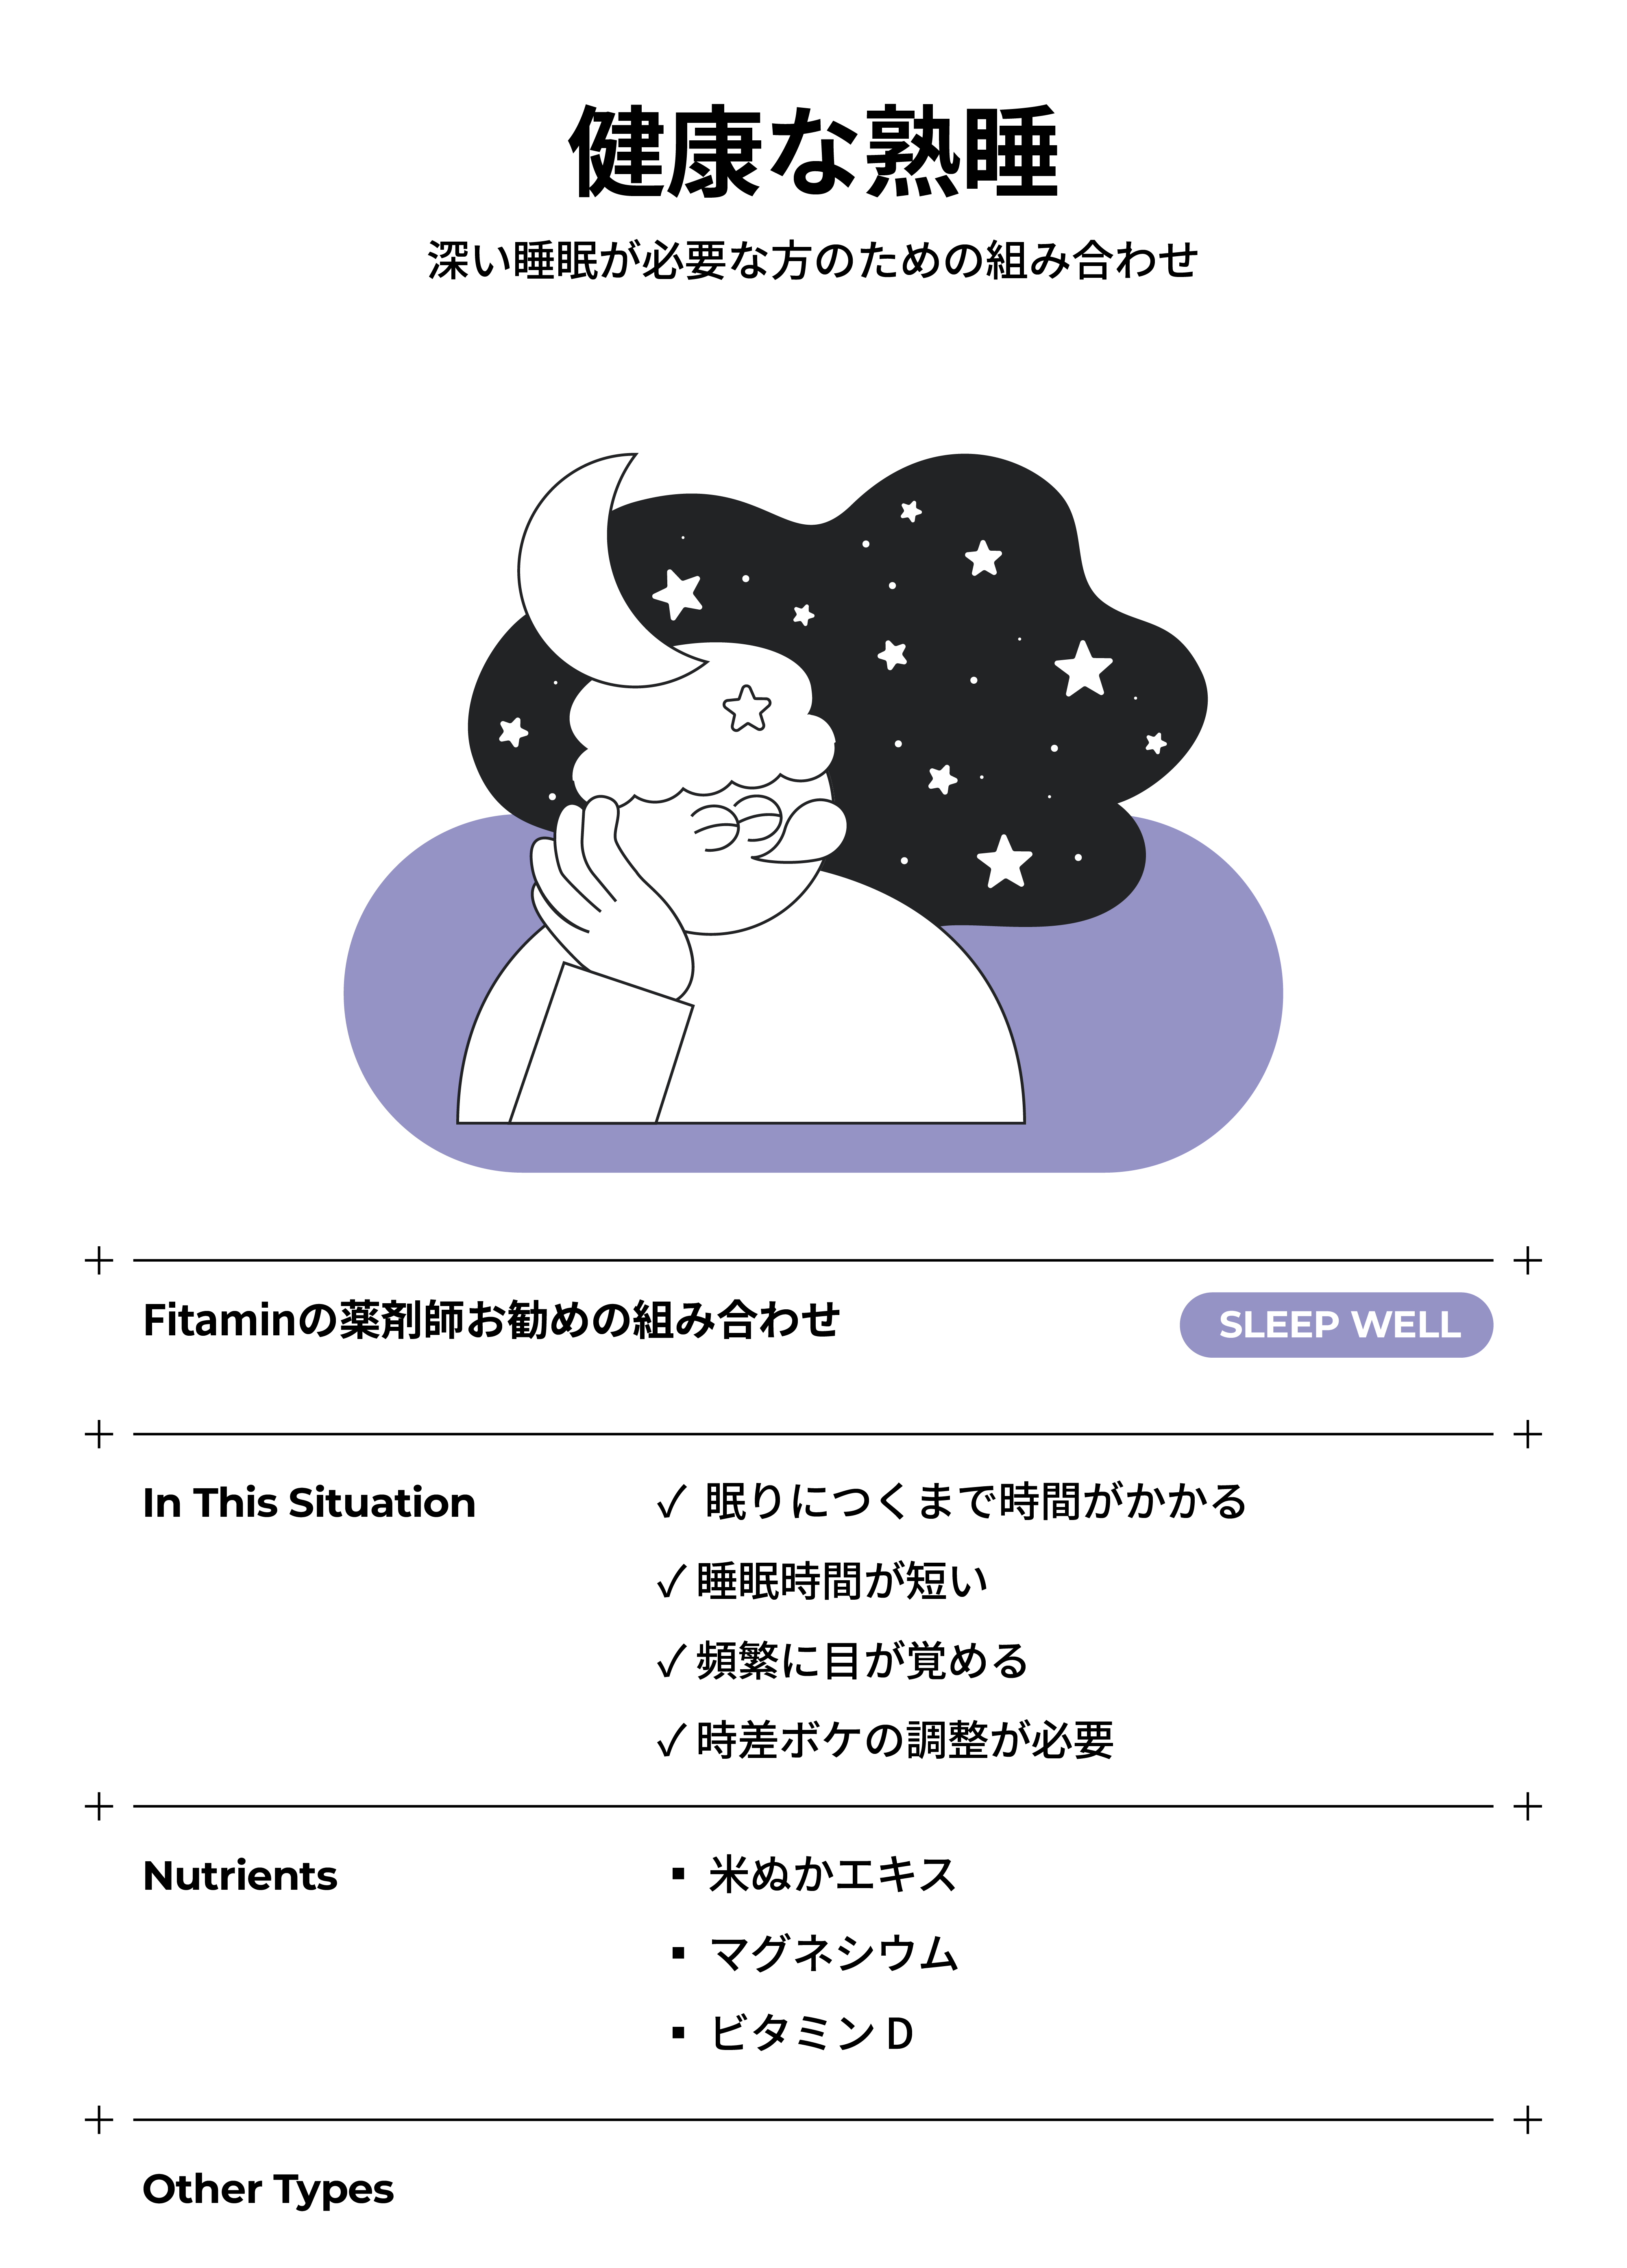 健康な熟睡
深い睡眠が必要な方のための組み合わせ
Fitaminの薬剤師お勧めの組み合わせ
SLEEP WELL
In This Situation
✓ 眠りにつくまで時間がかかる
✓ 睡眠時間が短い
✓ 頻繁に目が覚める
✓ 時差ボケの調整が必要
Nutrients
▪ 米ぬかエキス
▪ マグネシウム
▪ ビタミン D
Other Types